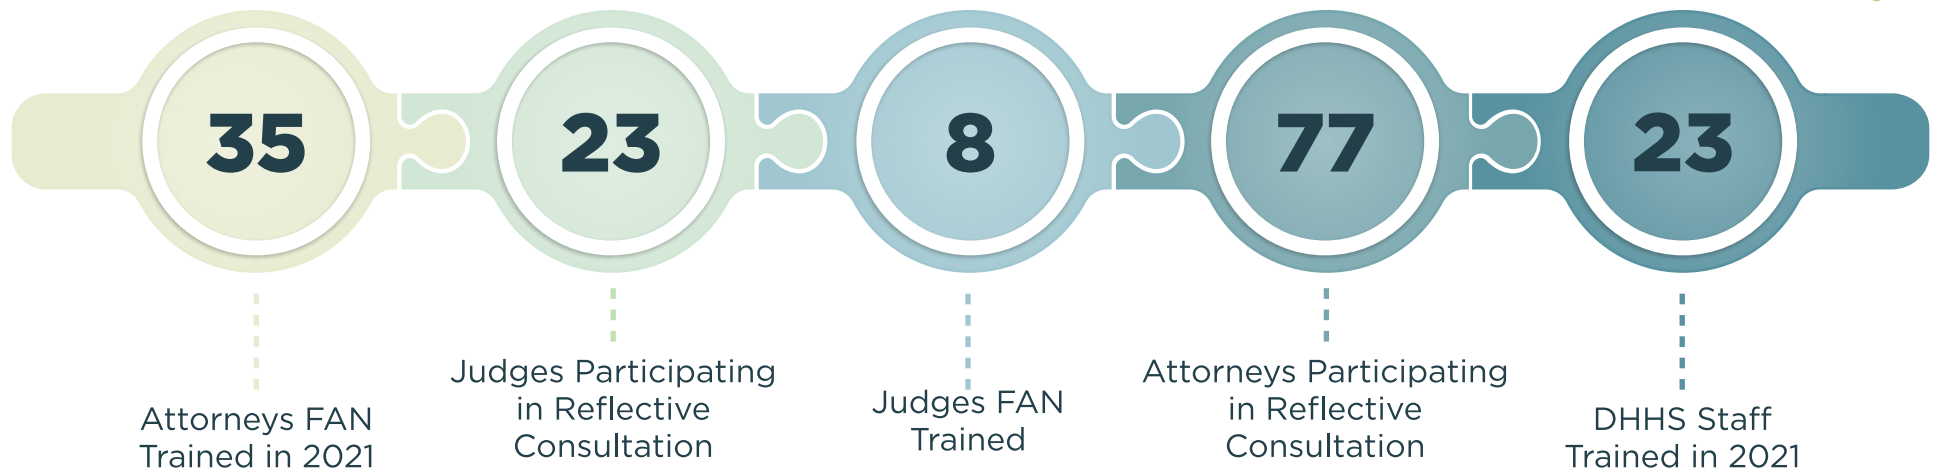 35
23
8
77
23
Attorneys FAN
Trained in 2021
Judges Participating
in Reflective
Consultation
Judges FAN
Trained
Attorneys Participating
in Reflective
Consultation
DHHS Staff
Trained in 2021